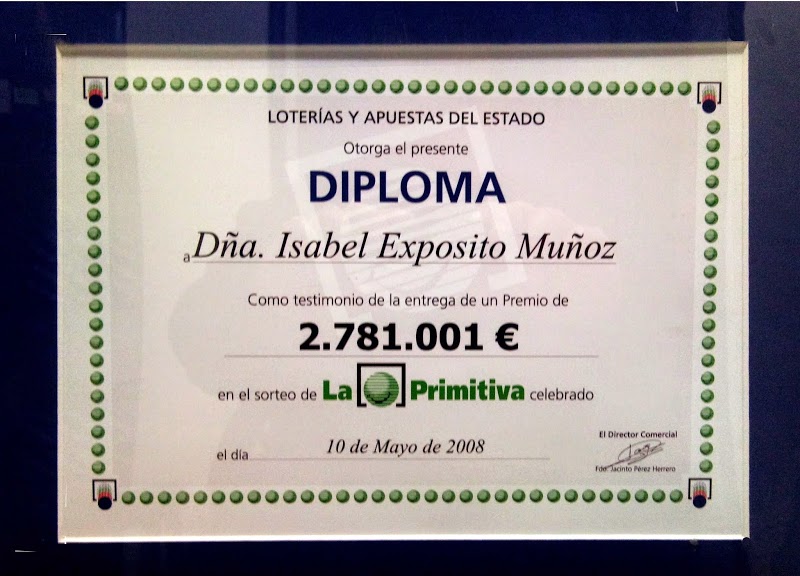 LOTERÍAS Y APUESTAS DEL ESTADO
Otorga el presente
DIPLOMA
a Dña. Isabel Exposito Muñoz
Como testimonio de la entrega de un Premio de
2.781.001 €
en el sorteo de La Primitiva celebrado
el día 10 de Mayo de 2008
El Director Comercial
Fdo. Jacinto Pérez Herrero